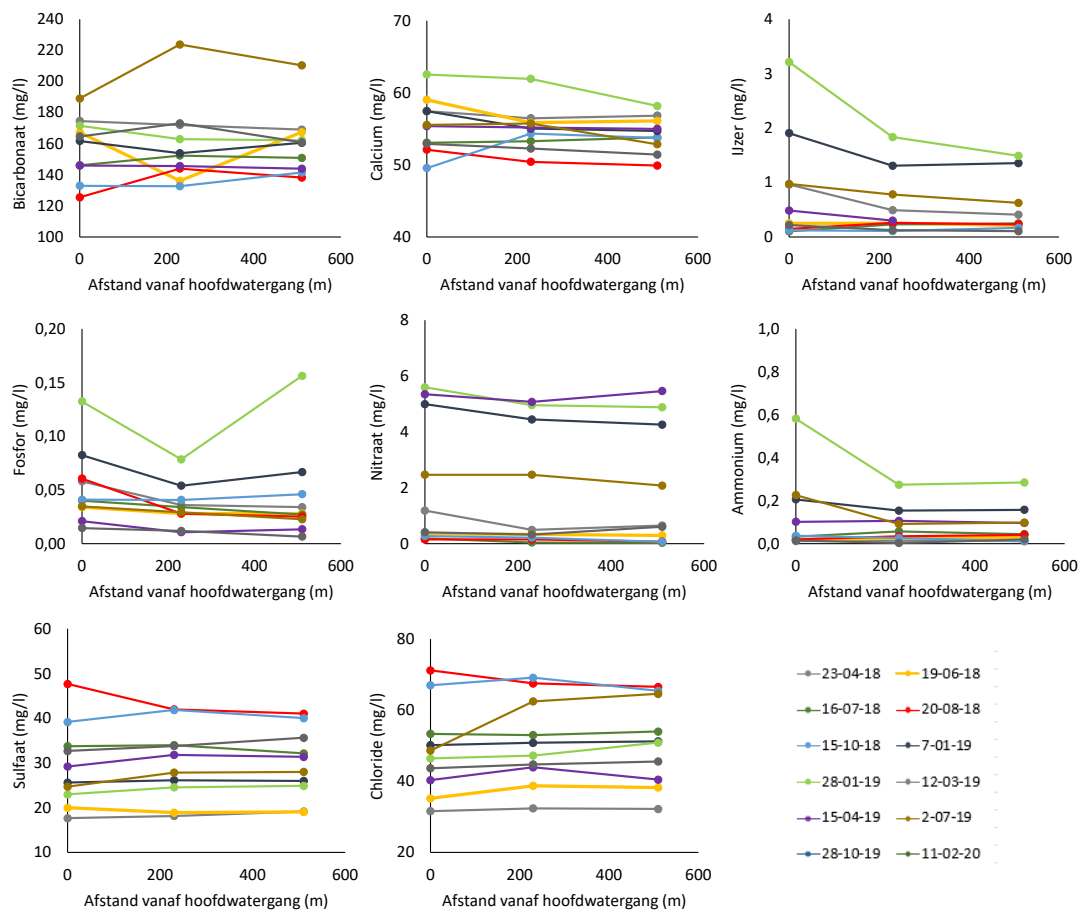 240
220
200
180
160
140
120
100
0 200 400 600
Bicarbonaat (mg/l)
Afstand vanaf hoofdwatergang (m)
70
60
50
40
0 200 400 600
Calcium (mg/l)
Afstand vanaf hoofdwatergang (m)
4
3
2
1
0
0 200 400 600
IJzer (mg/l)
Afstand vanaf hoofdwatergang (m)
0,20
0,15
0,10
0,05
0,00
0 200 400 600
Fosfor (mg/l)
Afstand vanaf hoofdwatergang (m)
8
6
4
2
0
0 200 400 600
Nitraat (mg/l)
Afstand vanaf hoofdwatergang (m)
1,0
0,8
0,6
0,4
0,2
0,0
0 200 400 600
Ammonium (mg/l)
Afstand vanaf hoofdwatergang (m)
60
50
40
30
20
10
0 200 400 600
Sulfaat (mg/l)
Afstand vanaf hoofdwatergang (m)
80
60
40
20
0 200 400 600
Chloride (mg/l)
Afstand vanaf hoofdwatergang (m)
23-04-18 19-06-18
16-07-18 20-08-18
15-10-18 7-01-19
28-01-19 12-03-19
15-04-19 2-07-19
28-10-19 11-02-20